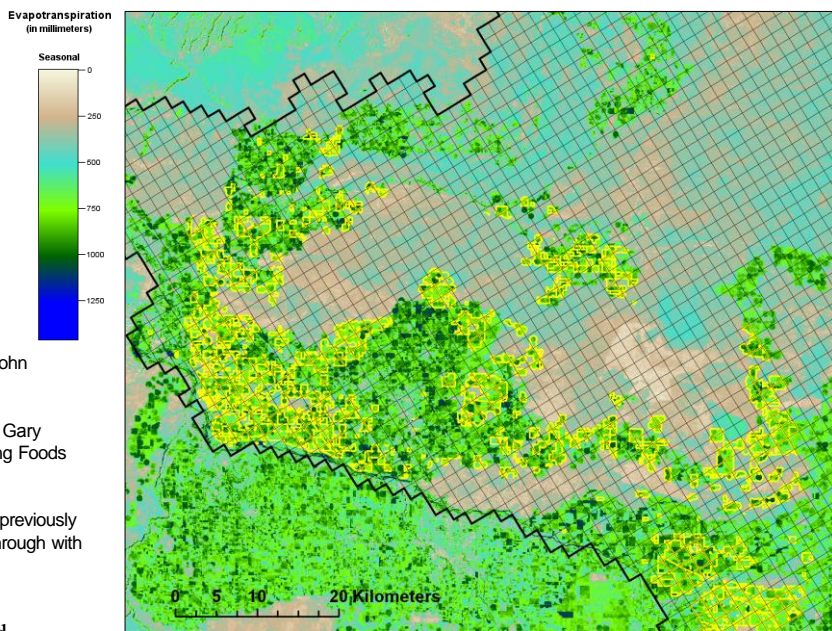 Evapotranspiration
(in millimeters)
Seasonal
0
250
500
750
1000
1250
ohn
Gary
ng Foods
previously
rough with
0 5 10 20 Kilometers